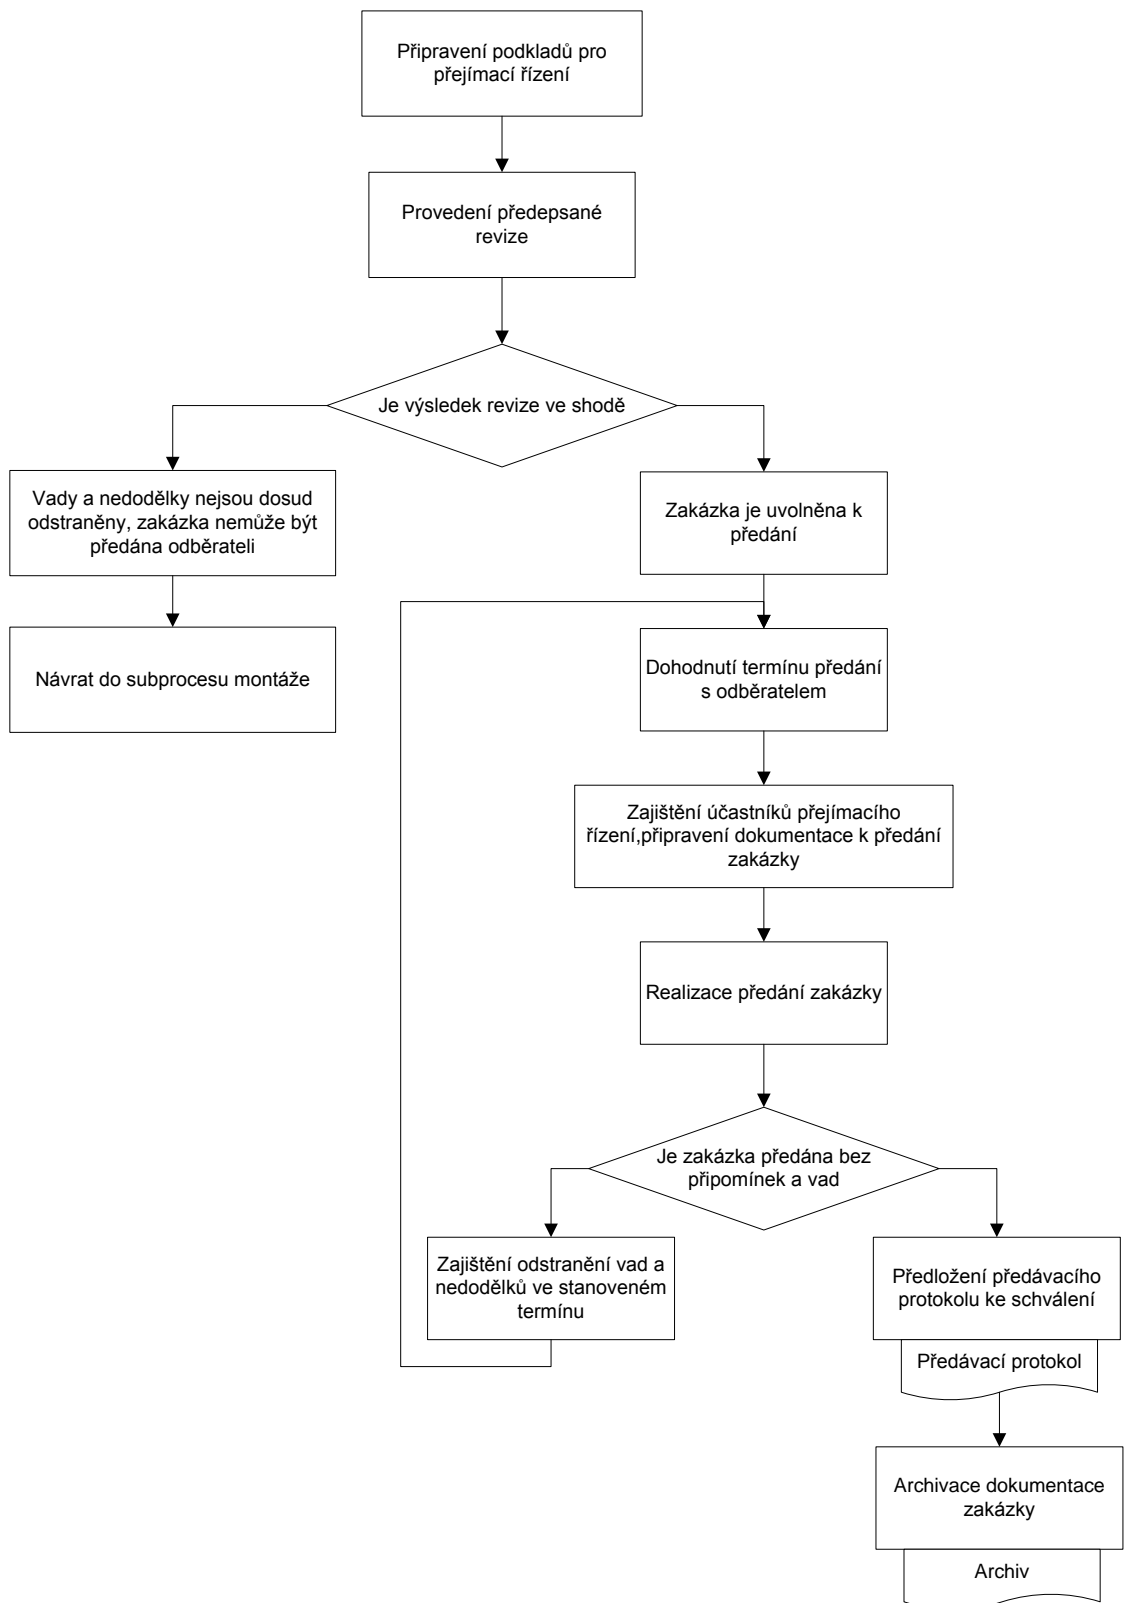 Připravení podkladů pro
přejímací řízení
Provedení předepsané
revize
Je výsledek revize ve shodě
Vady a nedodělky nejsou dosud
odstraněny, zakázka nemůže být
předána odběrateli
Zakázka je uvolněna k
předání
Návrat do subprocesu montáže
Dohodnutí termínu předání
s odběratelem
Zajištění účastníků přejímacího
řízení,připravení dokumentace k předání
zakázky
Realizace předání zakázky
Je zakázka předána bez
připomínek a vad
Zajištění odstranění vad a
nedodělků ve stanoveném
termínu
Předložení předávacího
protokolu ke schválení
Předávací protokol
Archivace dokumentace
zakázky
Archiv